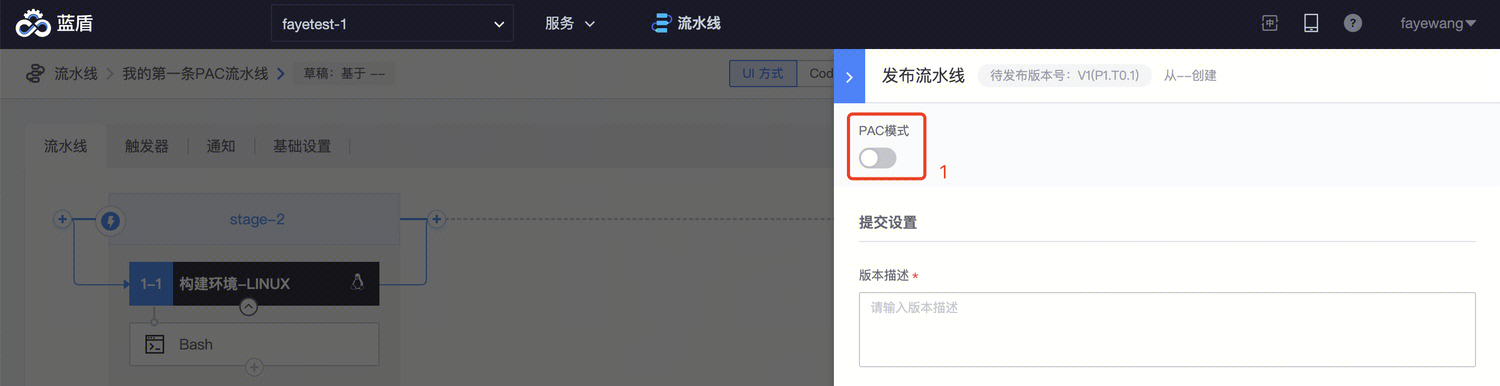 蓝盾 fayetest-1 服务 流水线 中 ? fayewang
流水线 我的第一条PAC流水线 草稿：基于 -- UI 方式 Cod
发布流水线 待发布版本号：V1(P1.T0.1) 从--创建
PAC模式
1
流水线 触发器 通知 基础设置
stage-2
1-1 构建环境-LINUX
Bash
提交设置
版本描述 *
请输入版本描述